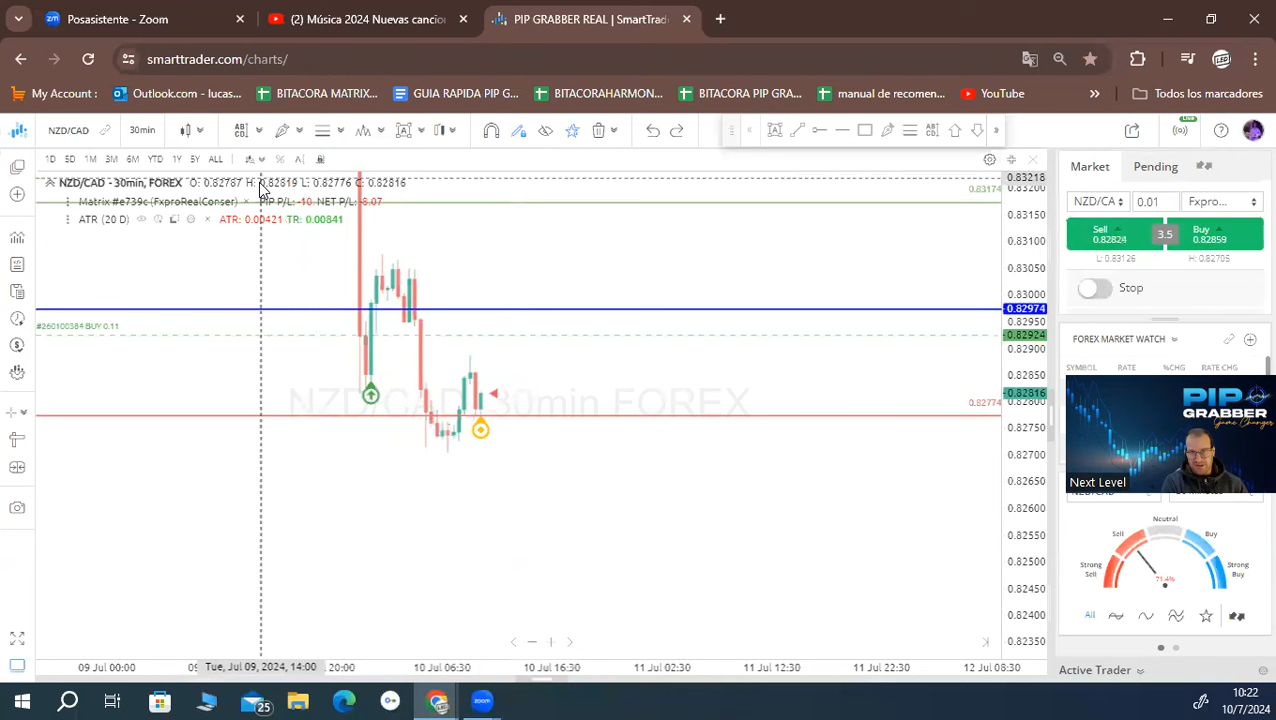 Posasistente - Zoom
(2) Música 2024 Nuevas cancion
PIP GRABBER REAL | SmartTrad
smarttrader.com/charts/
My Account :
Outlook.com - lucas...
BITACORA MATRIX...
GUIA RAPIDA PIP G...
BITACORAHARMON...
BITACORA PIP GRA...
manual de recomen...
YouTube
Todos los marcadores
NZD/CAD
30min
1D 5D 1M 3M 6M YTD 1Y 5Y ALL
NZD/CAD - 30min, FOREX O: 0.82787 H: 0.82819 L: 0.82776 C: 0.82816
Matrix #e739c (FxproRealConser) PIP P/L: -10 NET P/L: -8.07
ATR (20 D) ATR: 0.00421 TR: 0.00841
#260100384 BUY 0.11
NZD/CAD 30min FOREX
0.83174
0.82774
0.83218
0.83200
0.83150
0.83100
0.83050
0.83000
0.82974
0.82950
0.82924
0.82900
0.82850
0.82816
0.82800
0.82750
0.82700
0.82650
0.82600
0.82550
0.82500
0.82450
0.82400
0.82350
09 Jul 00:00
Tue, Jul 09, 2024, 14:00
20:00
10 Jul 06:30
10 Jul 16:30
11 Jul 02:30
11 Jul 12:30
11 Jul 22:30
12 Jul 08:30
LIVE
Market
Pending
NZD/CA
0.01
Fxpro...
Sell
0.82824
3.5
Buy
0.82859
L: 0.83126
H: 0.82705
Stop
FOREX MARKET WATCH
SYMBOL RATE %CHG RATE CHG
PIP
GRABBER
Game Changer
Next Level
Neutral
Sell
Buy
Strong
Sell
Strong
Buy
71.4%
All
Active Trader
25
10:22
10/7/2024